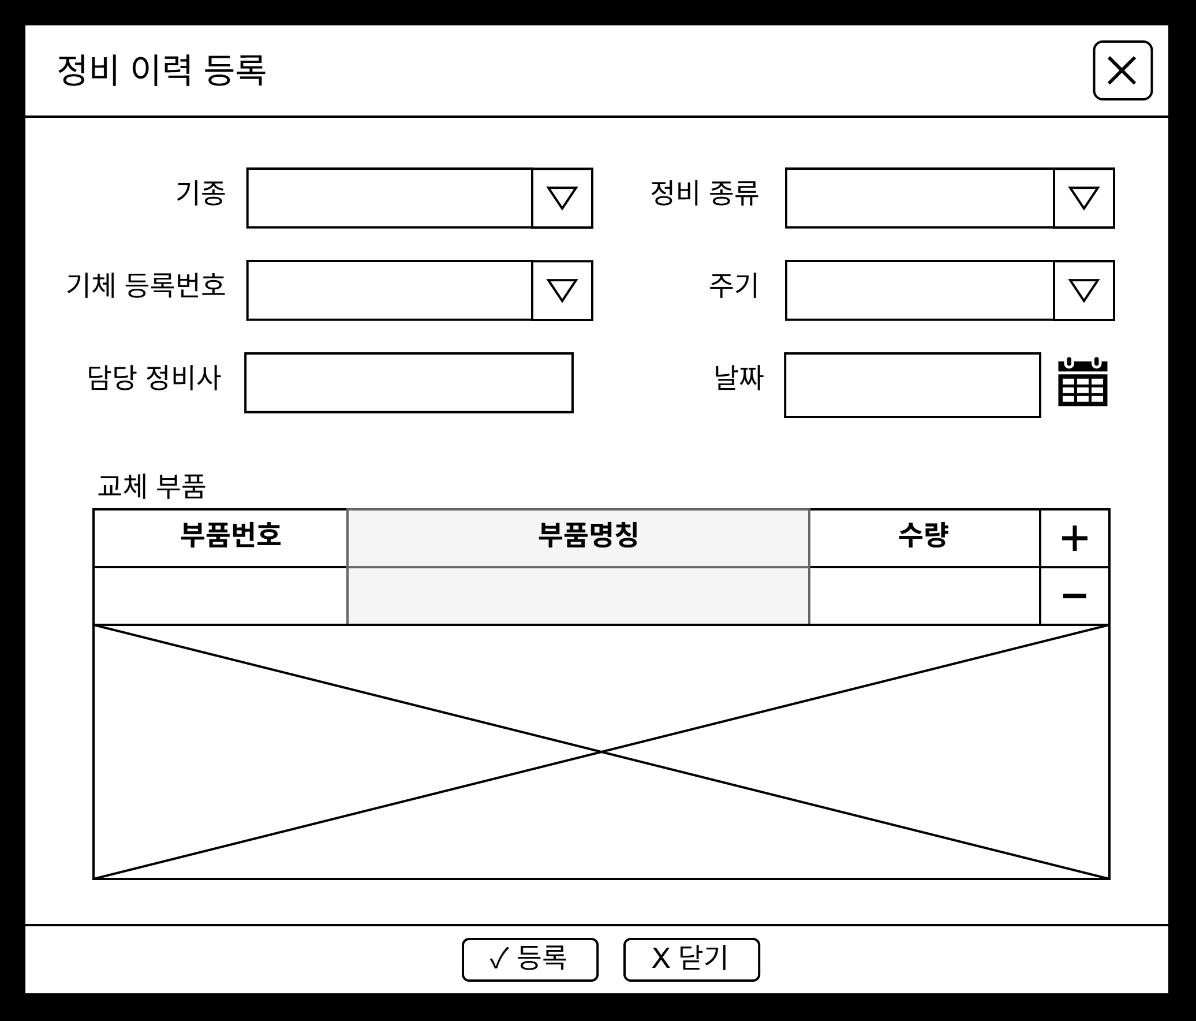 정비 이력 등록
기종
정비 종류
기체 등록번호
주기
담당 정비사
날짜
교체 부품
부품번호 부품명칭 수량 +
−
✓ 등록 X 닫기